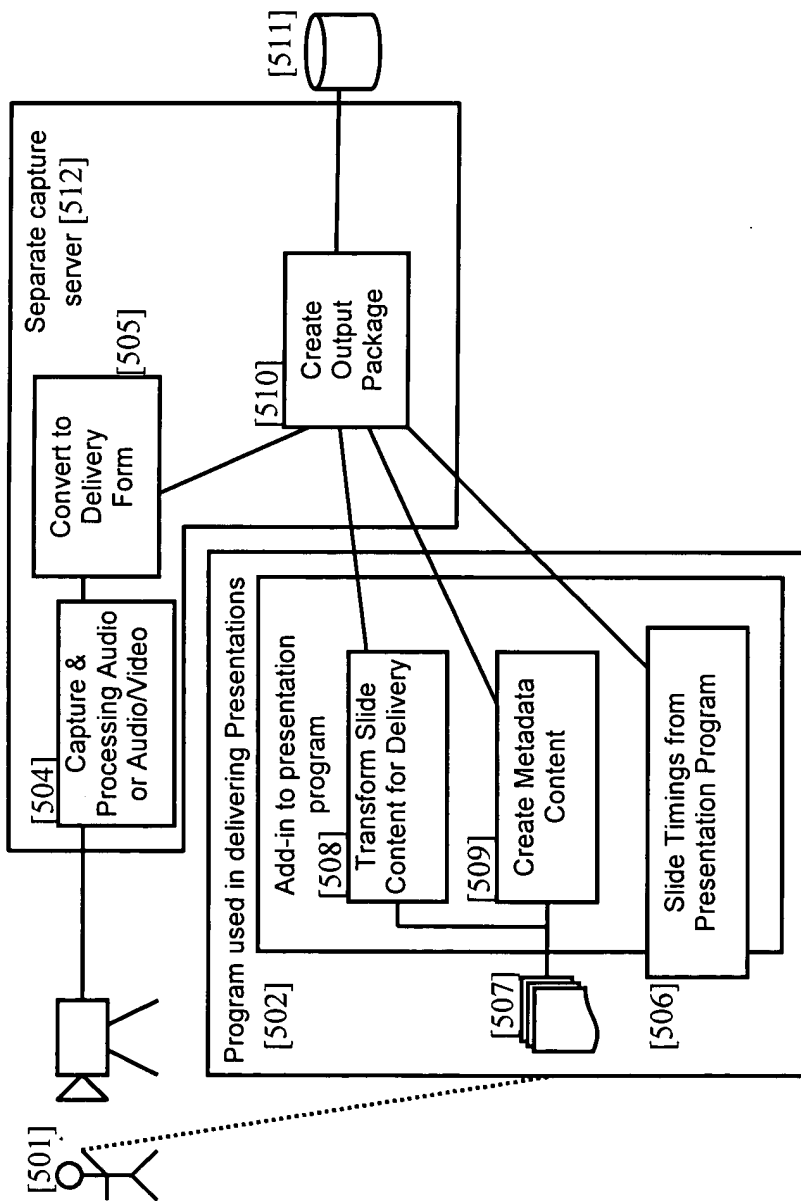 [501]
[504]
Capture &
Processing Audio
or Audio/Video
Convert to
Delivery
Form
[505]
Separate capture
server [512]
[510]
Create
Output
Package
[511]
Program used in delivering Presentations
[502]
Add-in to presentation
program
[508]
Transform Slide
Content for Delivery
[507]
[509]
Create Metadata
Content
[506]
Slide Timings from
Presentation Program